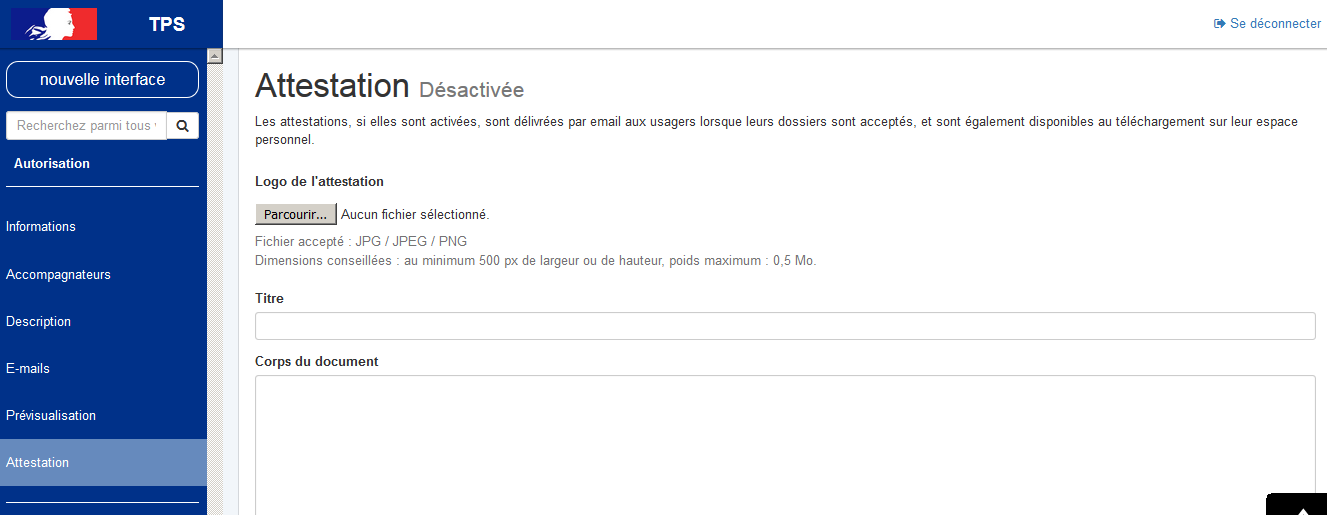 TPS
Se déconnecter
nouvelle interface
Recherchez parmi tous
Autorisation
Informations
Accompagnateurs
Description
E-mails
Prévisualisation
Attestation
Attestation Désactivée
Les attestations, si elles sont activées, sont délivrées par email aux usagers lorsque leurs dossiers sont acceptés, et sont également disponibles au téléchargement sur leur espace
personnel.
Logo de l'attestation
Parcourir... Aucun fichier sélectionné.
Fichier accepté : JPG / JPEG / PNG
Dimensions conseillées : au minimum 500 px de largeur ou de hauteur, poids maximum : 0,5 Mo.
Titre
Corps du document